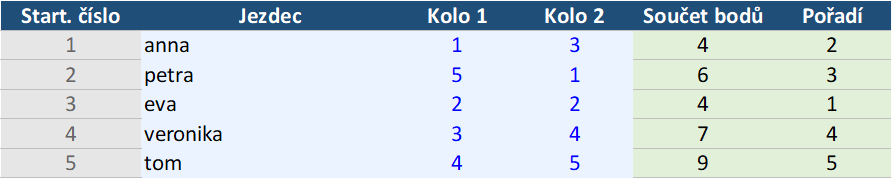 Start. číslo Jezdec Kolo 1 Kolo 2 Součet bodů Pořadí
1 anna 1 3 4 2
2 petra 5 1 6 3
3 eva 2 2 4 1
4 veronika 3 4 7 4
5 tom 4 5 9 5